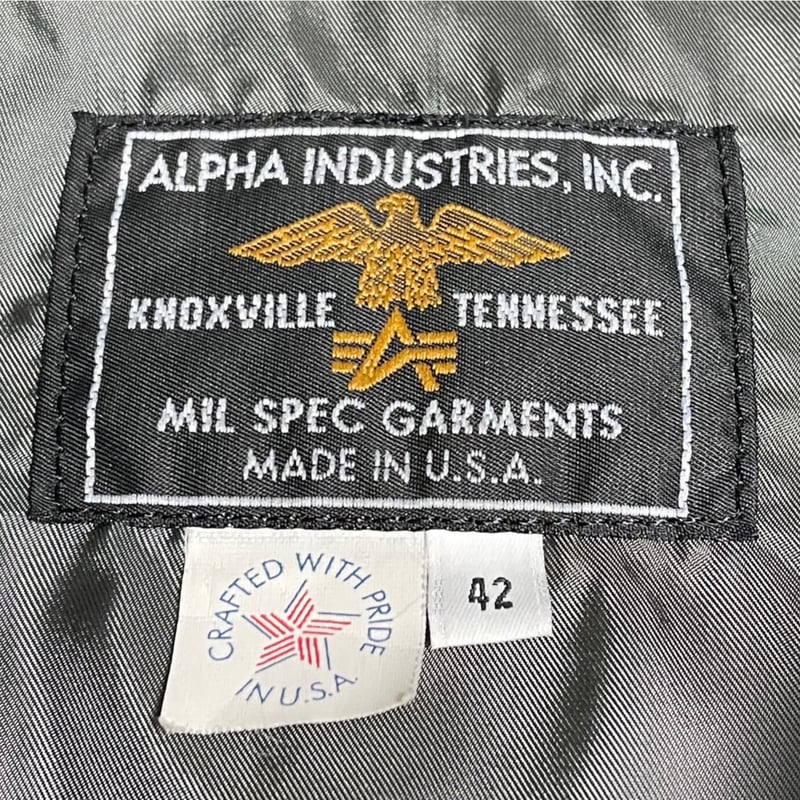 ALPHA INDUSTRIES, INC.
KNOXVILLE TENNESSEE
MIL SPEC GARMENTS
MADE IN U.S.A.
CRAFTED WITH PRIDE
IN U.S.A.
42